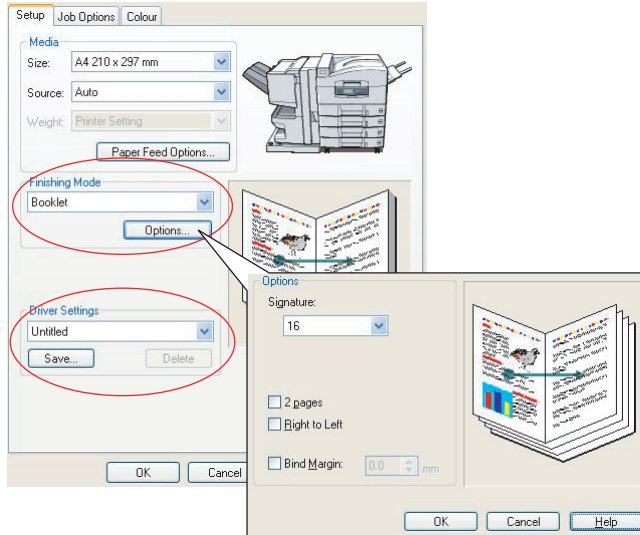 Setup Job Options Colour
Media
Size: A4 210 x 297 mm
Source: Auto
Weight: Printer Setting
Paper Feed Options...
Finishing Mode
Booklet
Options...
Driver Settings
Untitled
Save... Delete
OK Cancel
Options
Signature:
16
2 pages
Right to Left
Bind Margin: 0.0 mm
OK Cancel Help